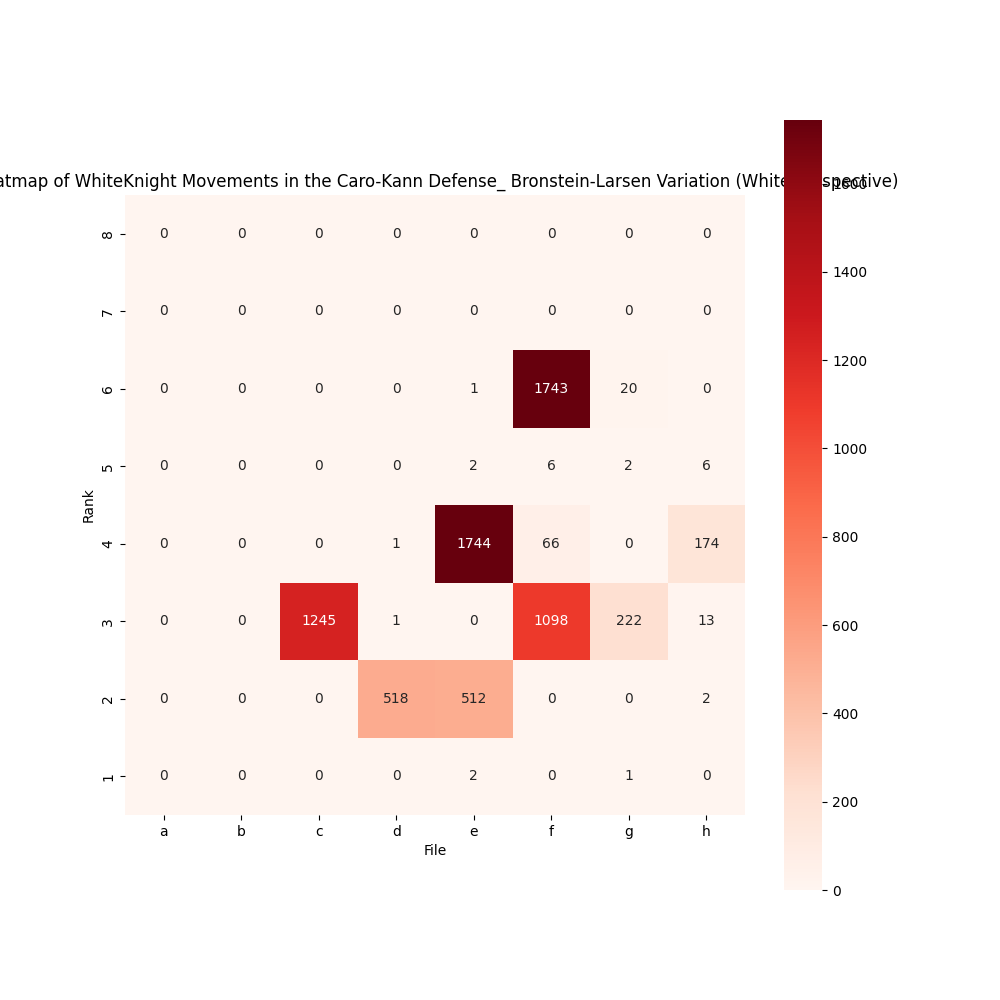 atmap of WhiteKnight Movements in the Caro-Kann Defense_ Bronstein-Larsen Variation (White spective)
1600
8 0 0 0 0 0 0 0 0
7 0 0 0 0 0 0 0 0
6 0 0 0 0 1 1743 20 0
5 0 0 0 0 2 6 2 6
4 0 0 0 1 1744 66 0 174
3 0 0 1245 1 0 1098 222 13
2 0 0 0 518 512 0 0 2
1 0 0 0 0 2 0 1 0
a b c d e f g h
Rank
File
1400
1200
1000
800
600
400
200
0